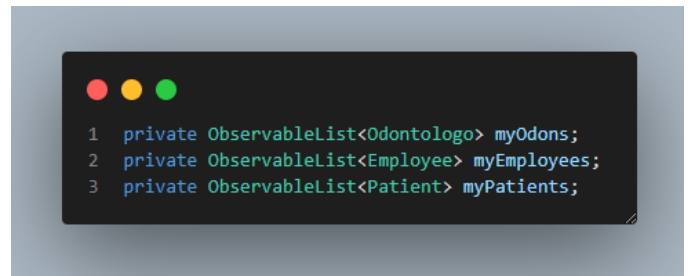 1 private ObservableList<Odontologo> myOdons;
2 private ObservableList<Employee> myEmployees;
3 private ObservableList<Patient> myPatients;